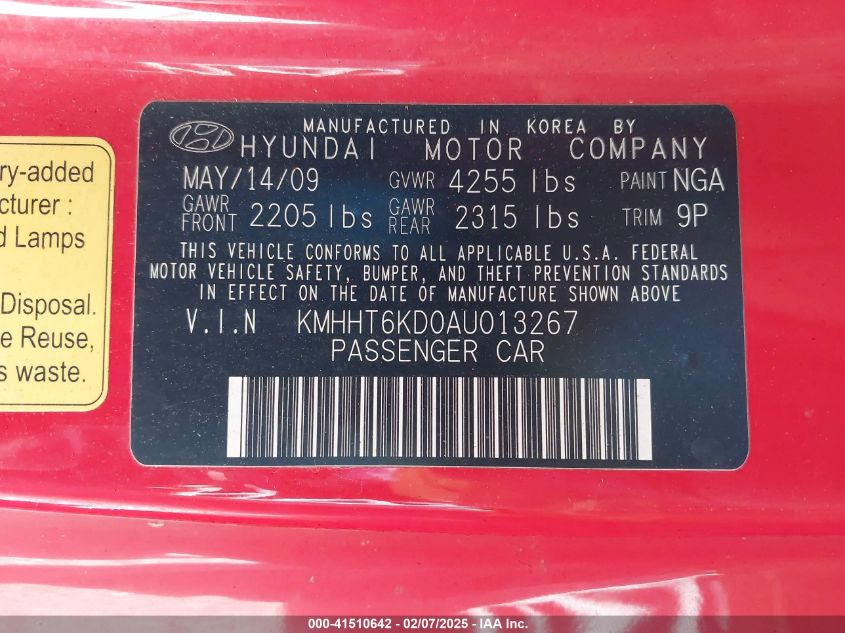 ry-added
cturer :
d Lamps
Disposal.
e Reuse,
s waste.
MANUFACTURED IN KOREA BY
HYUNDAI MOTOR COMPANY
MAY/14/09 GVWR 4255 lbs PAINT NGA
GAWR FRONT 2205 lbs GAWR REAR 2315 lbs TRIM 9P
THIS VEHICLE CONFORMS TO ALL APPLICABLE U.S.A. FEDERAL
MOTOR VEHICLE SAFETY, BUMPER, AND THEFT PREVENTION STANDARDS
IN EFFECT ON THE DATE OF MANUFACTURE SHOWN ABOVE
V.I.N KMHHT6KD0AU013267
PASSENGER CAR
000-41510642 - 02/07/2025 - IAA Inc.